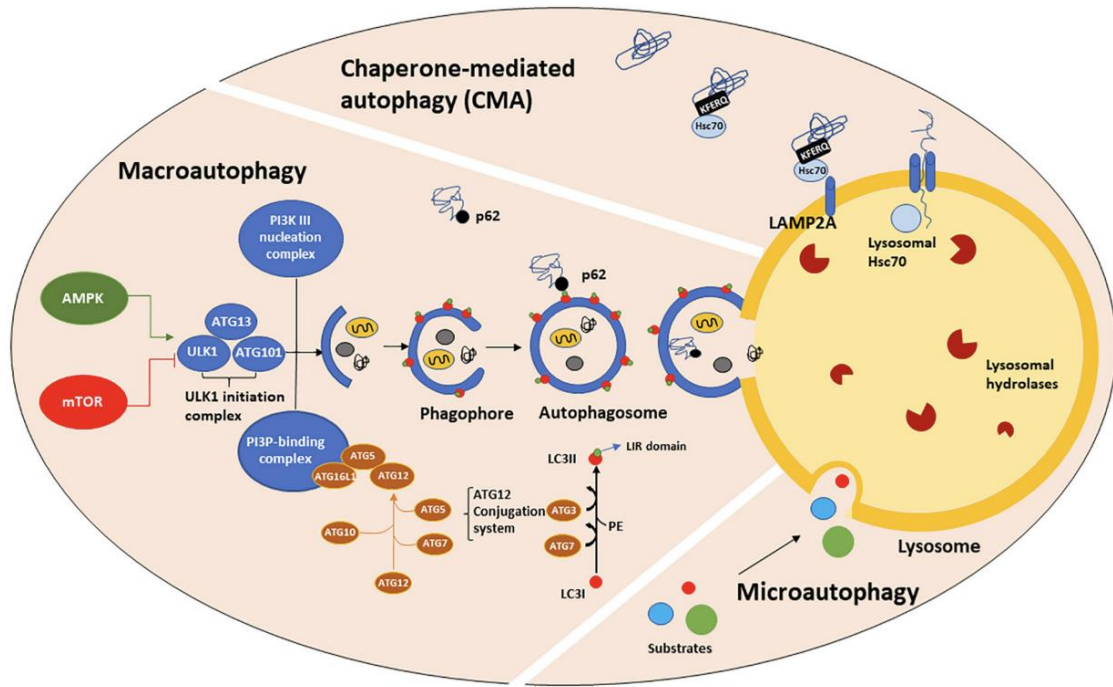 Chaperone-mediated
autophagy (CMA)
KFERQ
Hsc70
KFERQ
Hsc70
LAMP2A
Lysosomal
Hsc70
Lysosomal
hydrolases
Lysosome
Macroautophagy
PI3K III
nucleation
complex
p62
AMPK
mTOR
ATG13
ULK1
ATG101
ULK1 initiation
complex
p62
Phagophore
Autophagosome
PI3P-binding
complex
ATG5
ATG16L1
ATG12
ATG5
ATG10
ATG7
ATG12
ATG12
Conjugation
system
LC3II
LIR domain
ATG3
PE
ATG7
LC3I
Microautophagy
Substrates